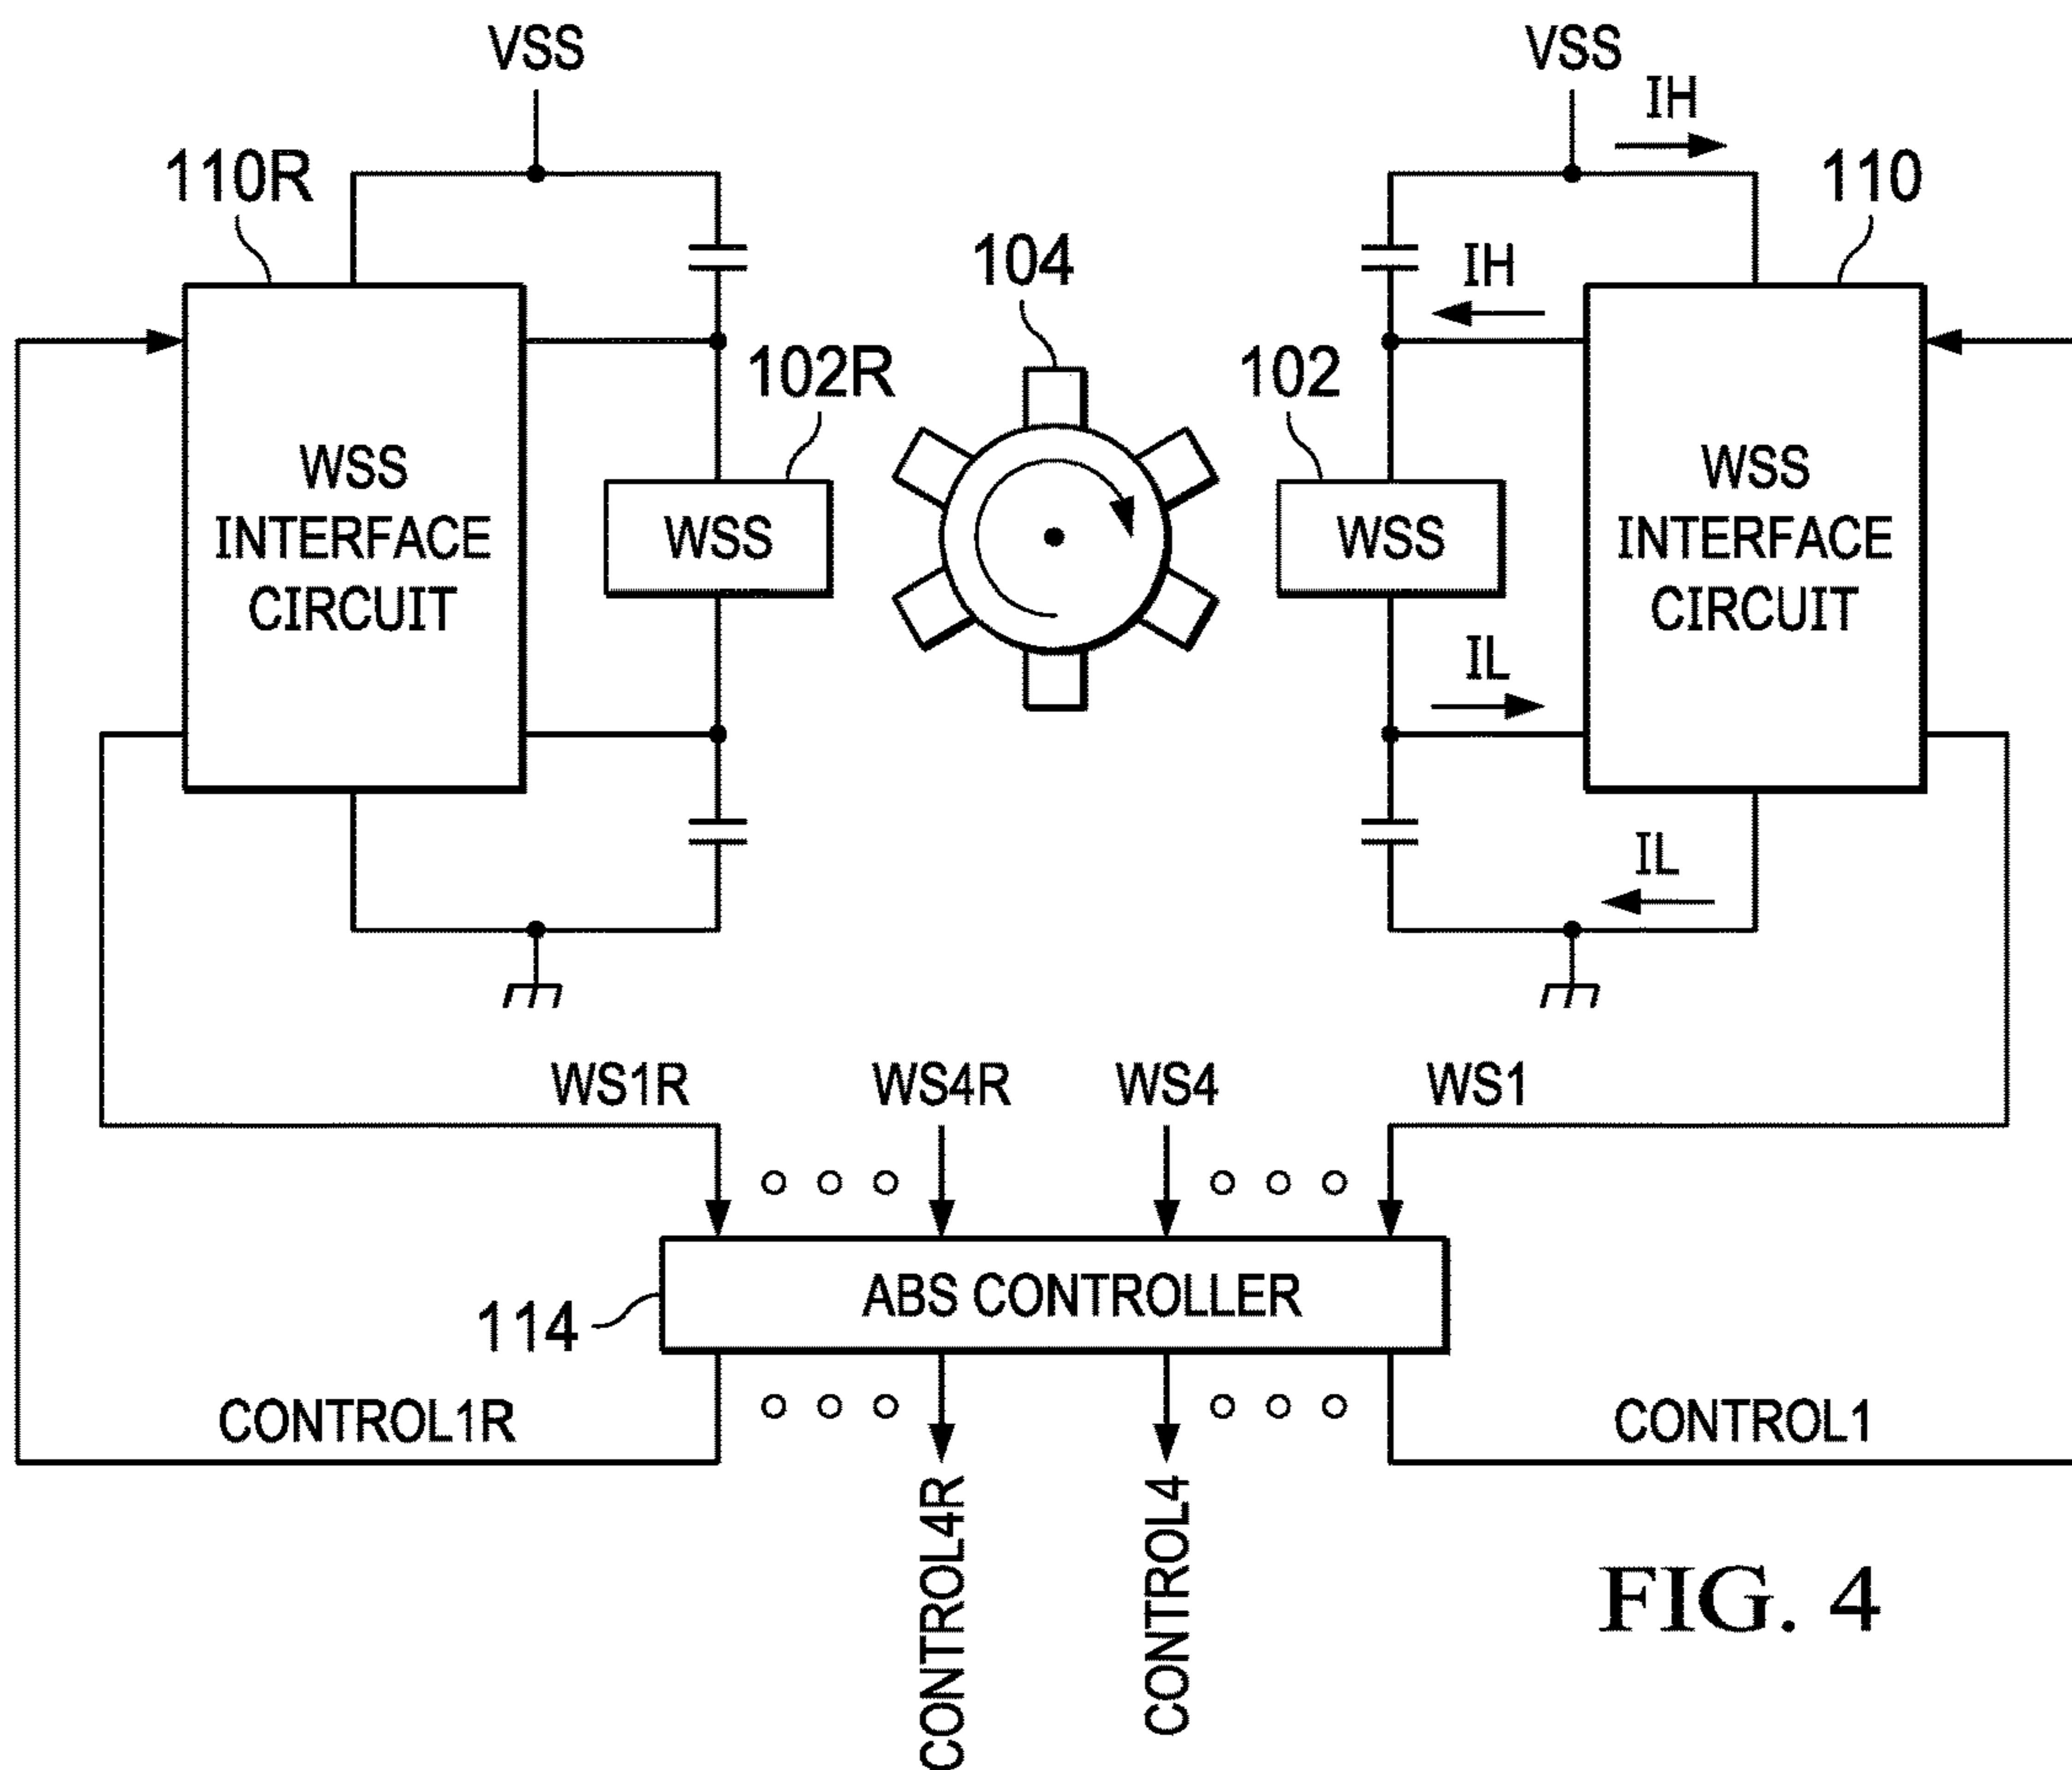 VSS
VSS
IH
110R
110
104
IH
102R
102
WSS
INTERFACE
CIRCUIT
WSS
WSS
WSS
INTERFACE
CIRCUIT
IL
IL
WS1R
WS4R
WS4
WS1
ABS CONTROLLER
114
CONTROL1R
CONTROL1
CONTROL4R
CONTROL4
FIG. 4